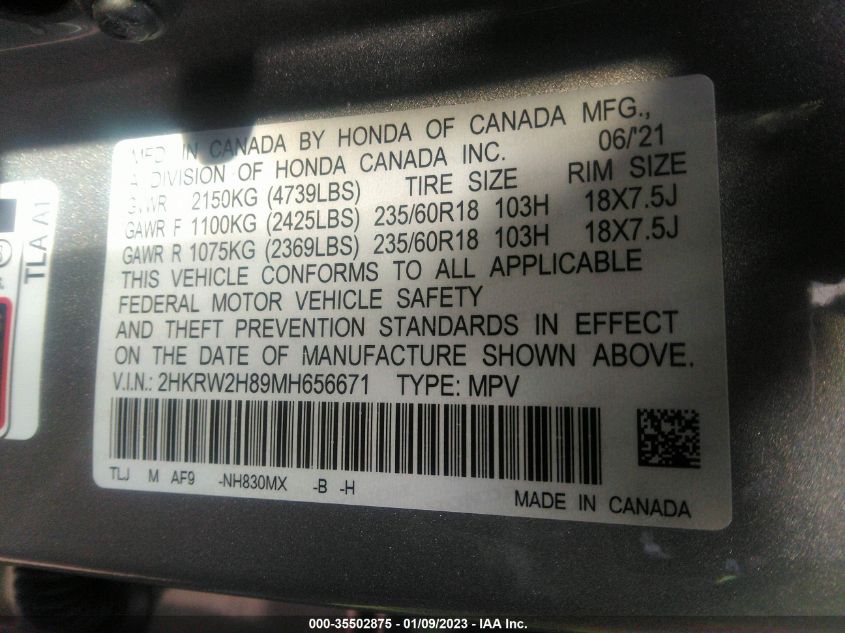 MFD IN CANADA BY HONDA OF CANADA MFG.,
A DIVISION OF HONDA CANADA INC. 06/'21
GVWR 2150KG (4739LBS) TIRE SIZE RIM SIZE
GAWR F 1100KG (2425LBS) 235/60R18 103H 18X7.5J
GAWR R 1075KG (2369LBS) 235/60R18 103H 18X7.5J
THIS VEHICLE CONFORMS TO ALL APPLICABLE
FEDERAL MOTOR VEHICLE SAFETY
AND THEFT PREVENTION STANDARDS IN EFFECT
ON THE DATE OF MANUFACTURE SHOWN ABOVE.
V.I.N.: 2HKRW2H89MH656671 TYPE: MPV
TLJ M AF9 -NH830MX -B -H
MADE IN CANADA
TLA A1
000-35502875 - 01/09/2023 - IAA Inc.